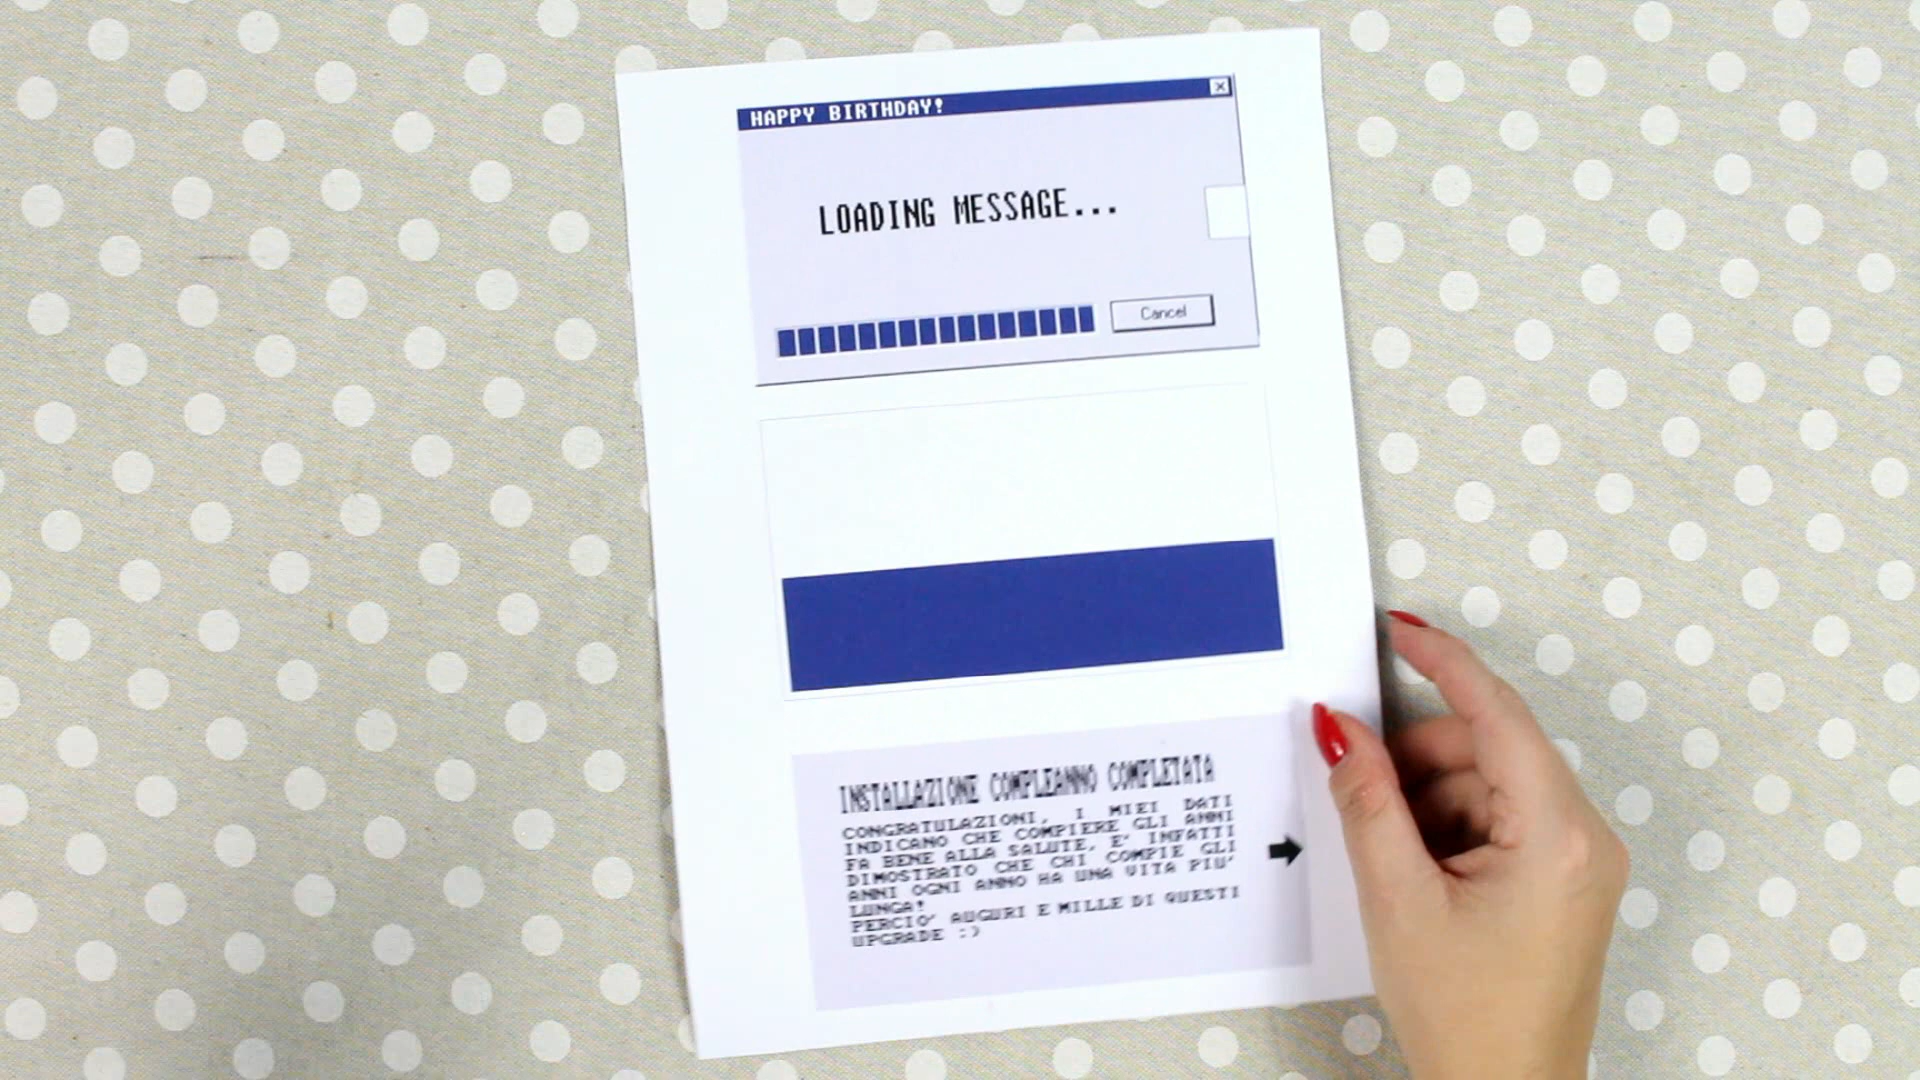 HAPPY BIRTHDAY!
LOADING MESSAGE...
Cancel
INSTALLAZIONE COMPLEANNO COMPLETATA
CONGRATULAZIONI, I MIEI DATI
INDICANO CHE COMPIERE GLI ANNI
FA BENE ALLA SALUTE, E' INFATTI
DIMOSTRATO CHE CHI COMPIE GLI
ANNI OGNI ANNO HA UNA VITA PIU'
LUNGA!
PERCIO' AUGURI E MILLE DI QUESTI
UPGRADE :)